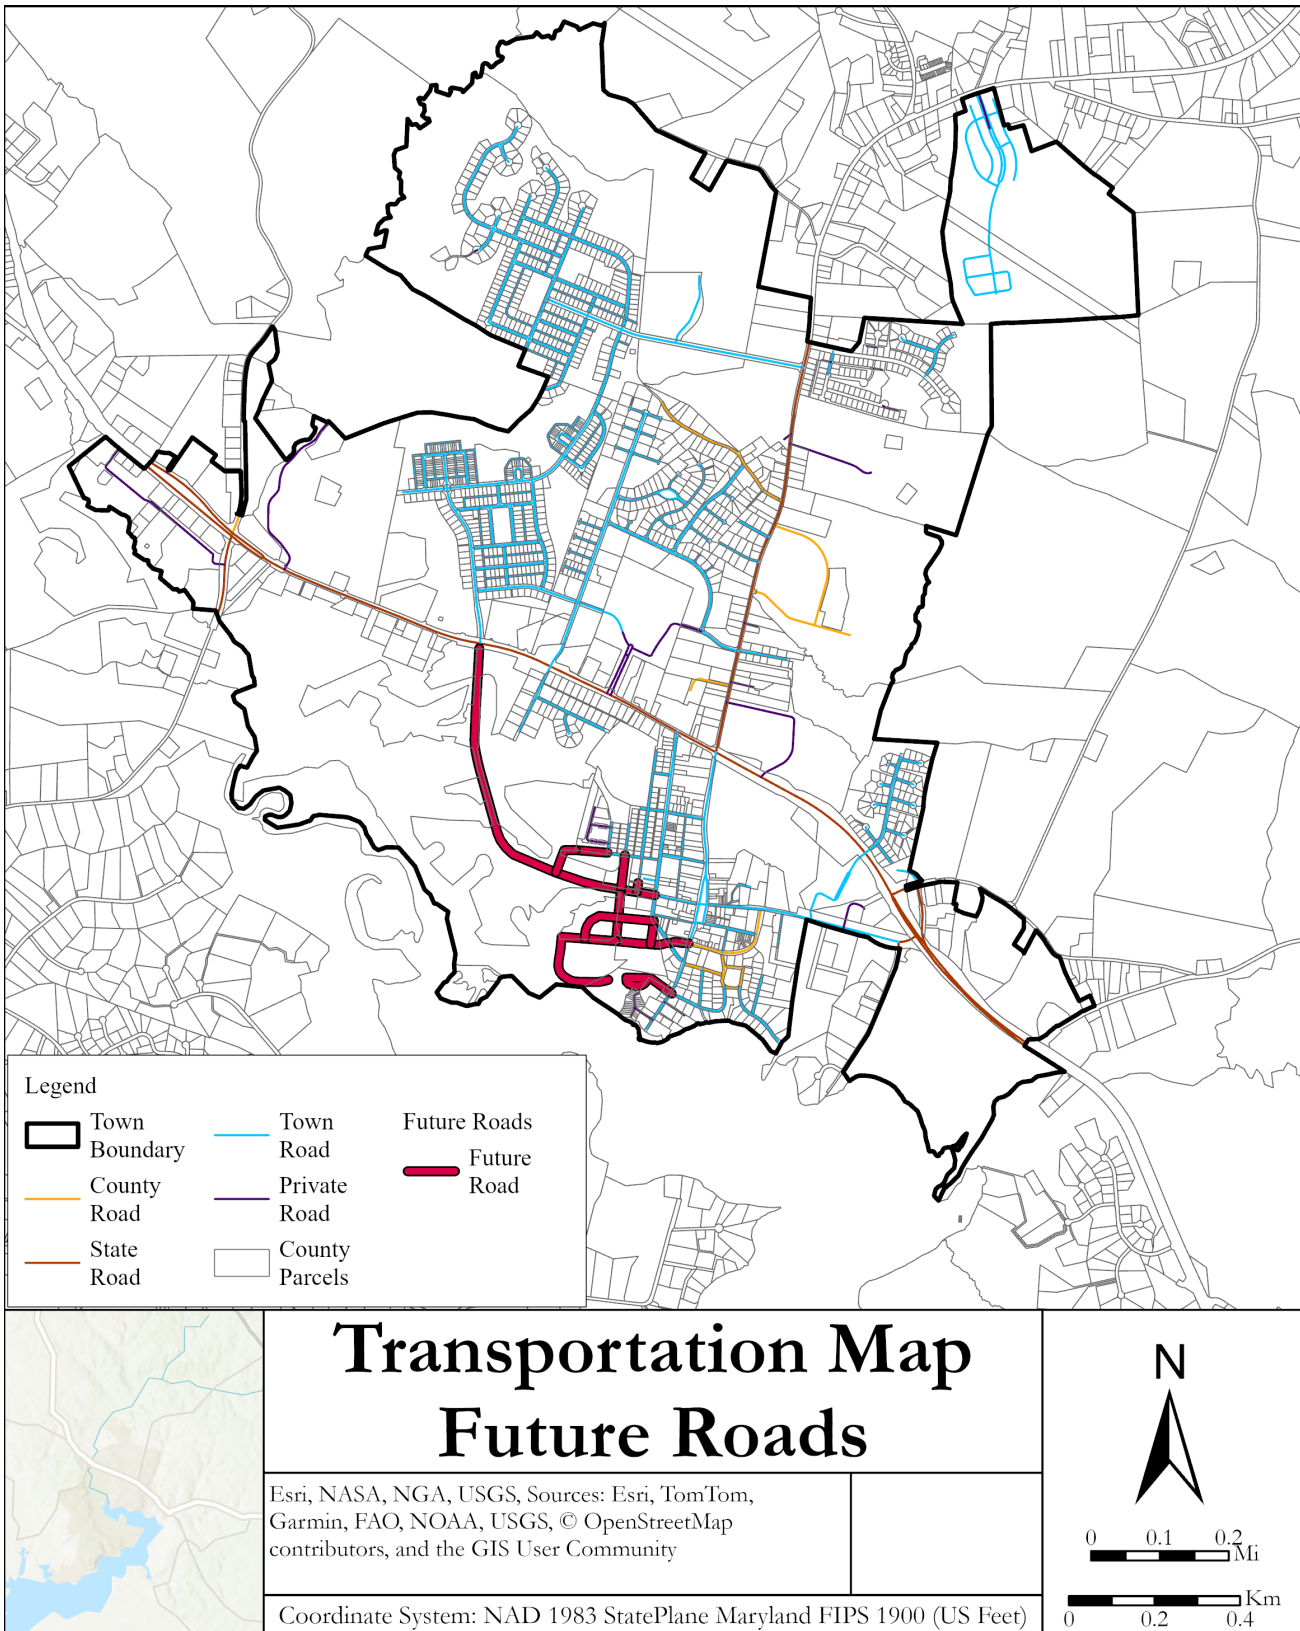 Legend
Town
Boundary
County
Road
State
Road
Town
Road
Private
Road
County
Parcels
Future Roads
Future
Road
Transportation Map
Future Roads
Esri, NASA, NGA, USGS, Sources: Esri, TomTom,
Garmin, FAO, NOAA, USGS, © OpenStreetMap
contributors, and the GIS User Community
Coordinate System: NAD 1983 StatePlane Maryland FIPS 1900 (US Feet)
N
0 0.1 0.2
Mi
Km
0 0.2 0.4